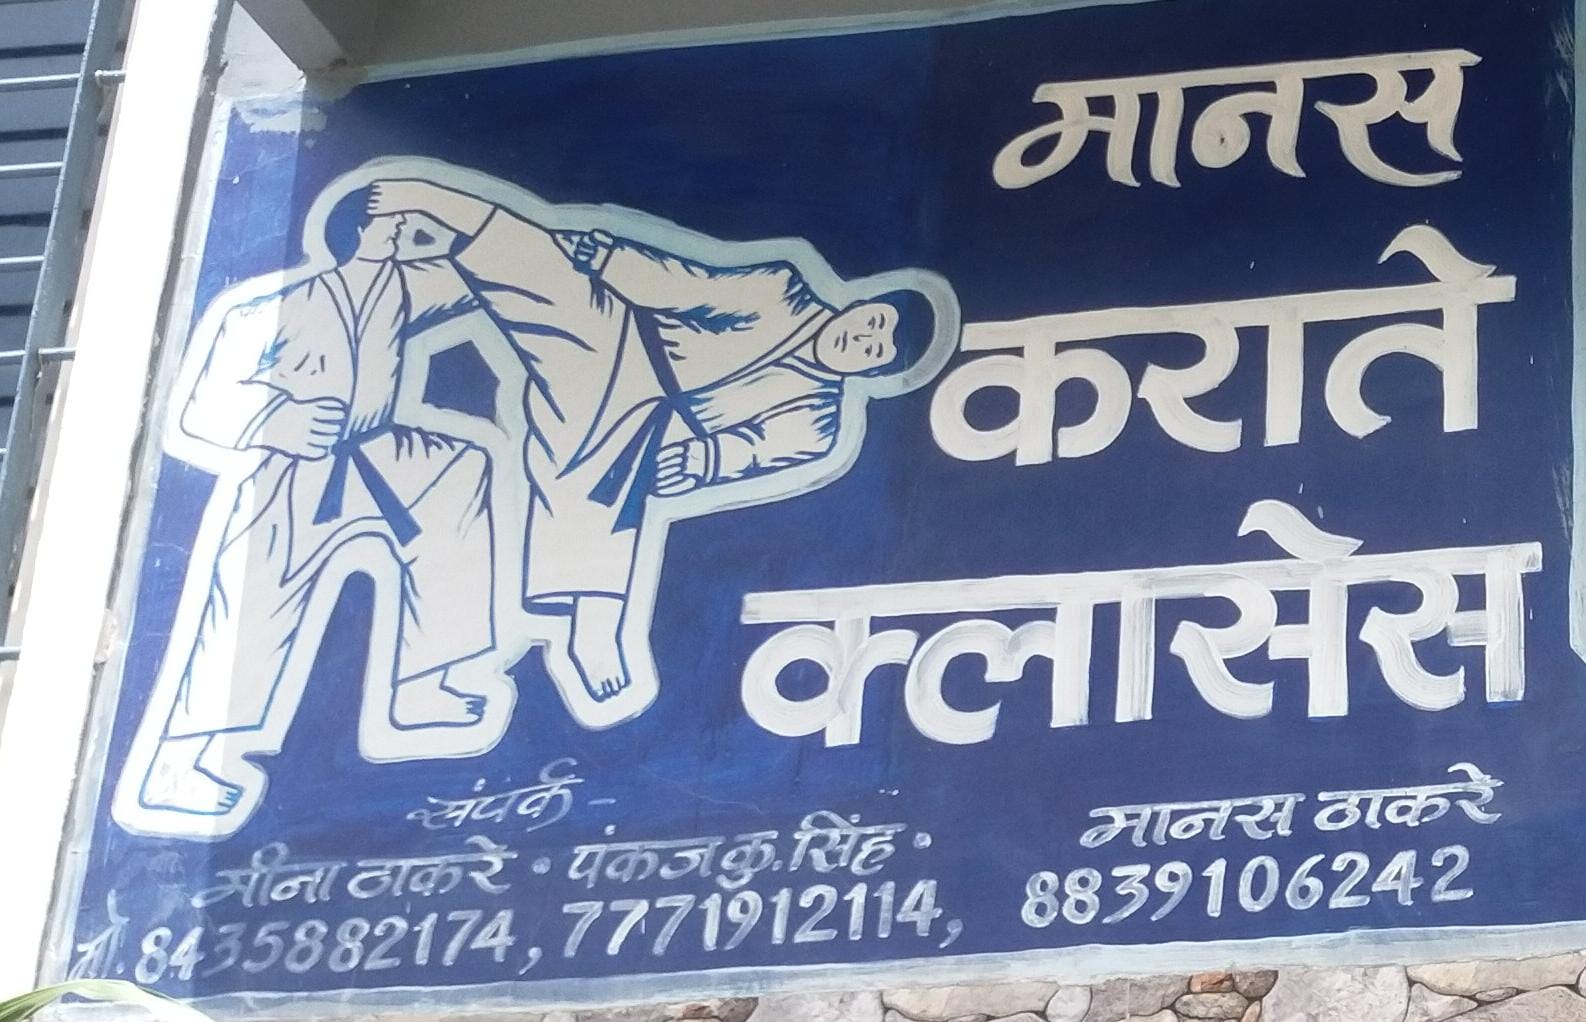 मानस
कराते
क्लासेस
संपर्क -
मीना ठाकरे • पंकज कु. सिंह • मानस ठाकरे
मो. 8435882174, 7771912114, 8839106242